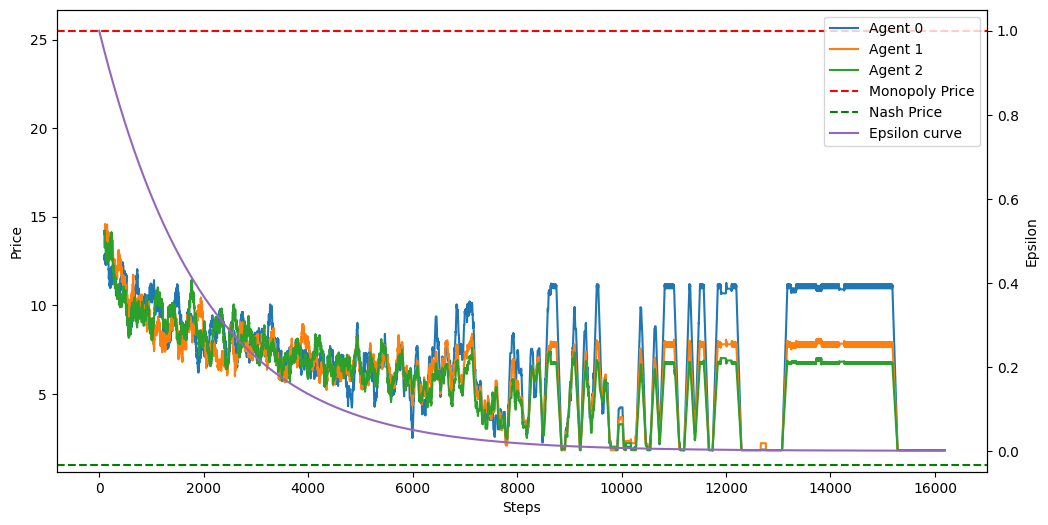 Agent 0
Agent 1
Agent 2
Monopoly Price
Nash Price
Epsilon curve
Price
25
20
15
10
5
Epsilon
1.0
0.8
0.6
0.4
0.2
0.0
0 2000 4000 6000 8000 10000 12000 14000 16000
Steps